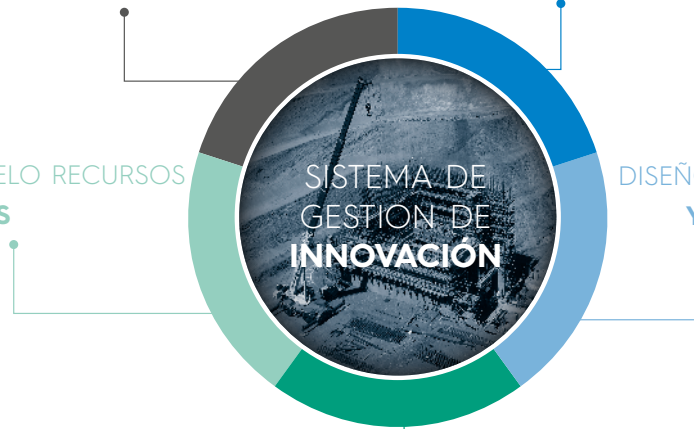 ELO RECURSOS
S
SISTEMA DE
GESTION DE
INNOVACIÓN
DISEÑ
Y